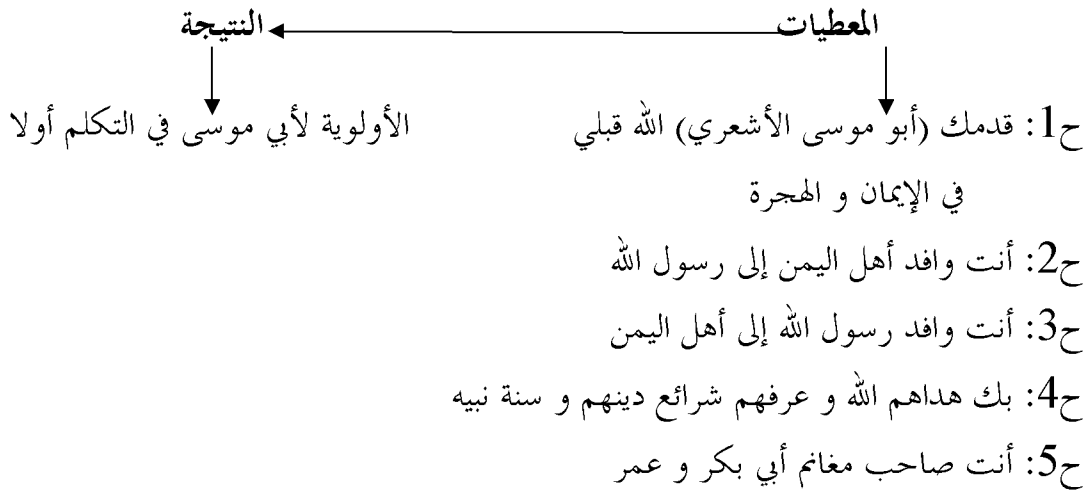 المعطيات النتيجة
ح1: قدمك (أبو موسى الأشعري) الله قبلي الأولوية لأبي موسى في التكلم أولا
في الإيمان و الهجرة
ح2: أنت وافد أهل اليمن إلى رسول الله
ح3: أنت وافد رسول الله إلى أهل اليمن
ح4: بك هداهم الله و عرفهم شرائع دينهم و سنة نبيه
ح5: أنت صاحب مغانم أبي بكر و عمر